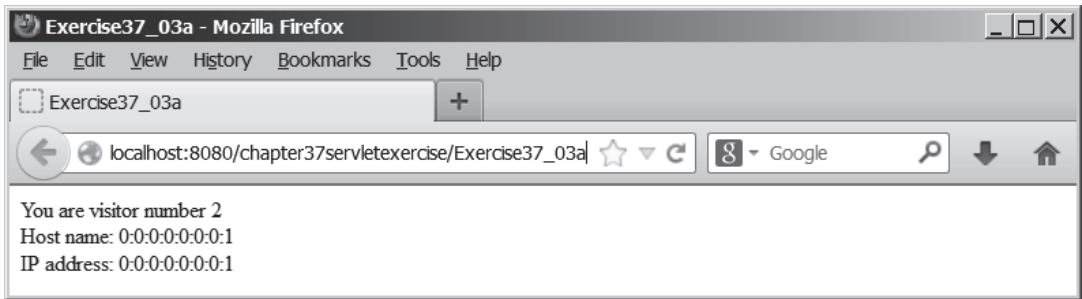 Exercise37_03a - Mozilla Firefox
File Edit View History Bookmarks Tools Help
Exercise37_03a
localhost:8080/chapter37servletexercise/Exercise37_03a
8 Google
You are visitor number 2
Host name: 0:0:0:0:0:0:0:1
IP address: 0:0:0:0:0:0:0:1